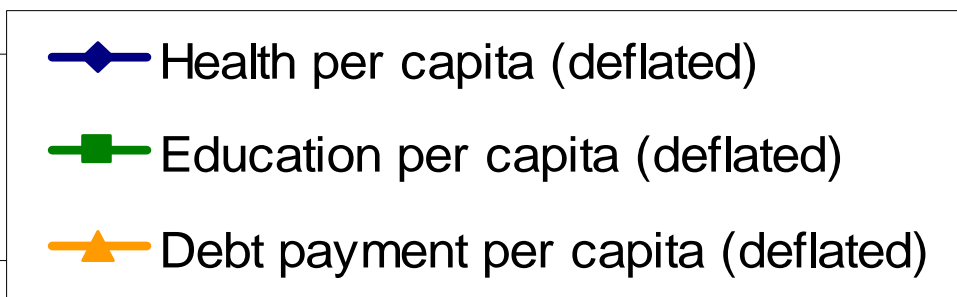 Health per capita (deflated)
Education per capita (deflated)
Debt payment per capita (deflated)